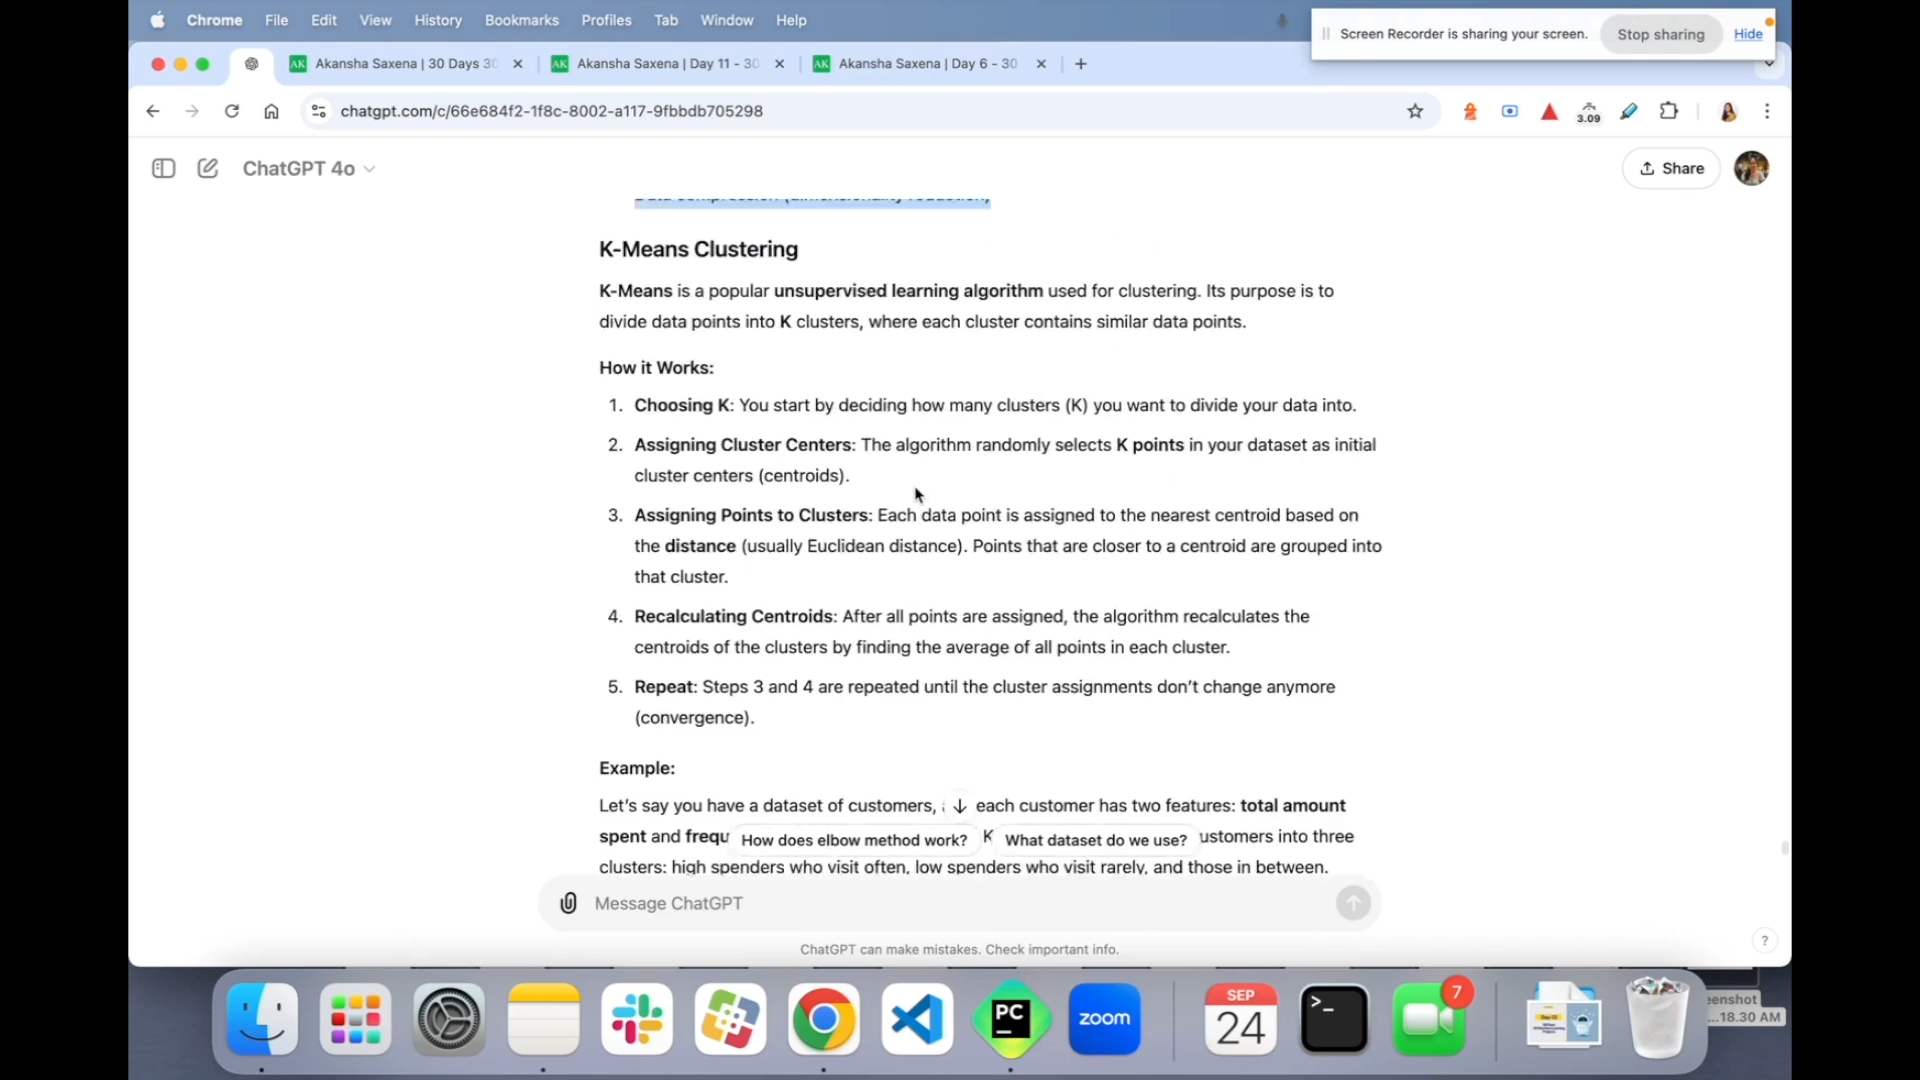 Chrome File Edit View History Bookmarks Profiles Tab Window Help
Screen Recorder is sharing your screen. Stop sharing Hide
Akansha Saxena | 30 Days 30
Akansha Saxena | Day 11 - 30
Akansha Saxena | Day 6 - 30
chatgpt.com/c/66e684f2-1f8c-8002-a117-9fbbdb705298
3.09
ChatGPT 4o
Share
Data compression (dimensionality reduction)
K-Means Clustering
K-Means is a popular unsupervised learning algorithm used for clustering. Its purpose is to
divide data points into K clusters, where each cluster contains similar data points.
How it Works:
1. Choosing K: You start by deciding how many clusters (K) you want to divide your data into.
2. Assigning Cluster Centers: The algorithm randomly selects K points in your dataset as initial
cluster centers (centroids).
3. Assigning Points to Clusters: Each data point is assigned to the nearest centroid based on
the distance (usually Euclidean distance). Points that are closer to a centroid are grouped into
that cluster.
4. Recalculating Centroids: After all points are assigned, the algorithm recalculates the
centroids of the clusters by finding the average of all points in each cluster.
5. Repeat: Steps 3 and 4 are repeated until the cluster assignments don't change anymore
(convergence).
Example:
Let's say you have a dataset of customers, each customer has two features: total amount
spent and frequ K ustomers into three
How does elbow method work? What dataset do we use?
clusters: high spenders who visit often, low spenders who visit rarely, and those in between.
Message ChatGPT
ChatGPT can make mistakes. Check important info.
?
PC
zoom
SEP
24
>_
7
eenshot
...18.30 AM